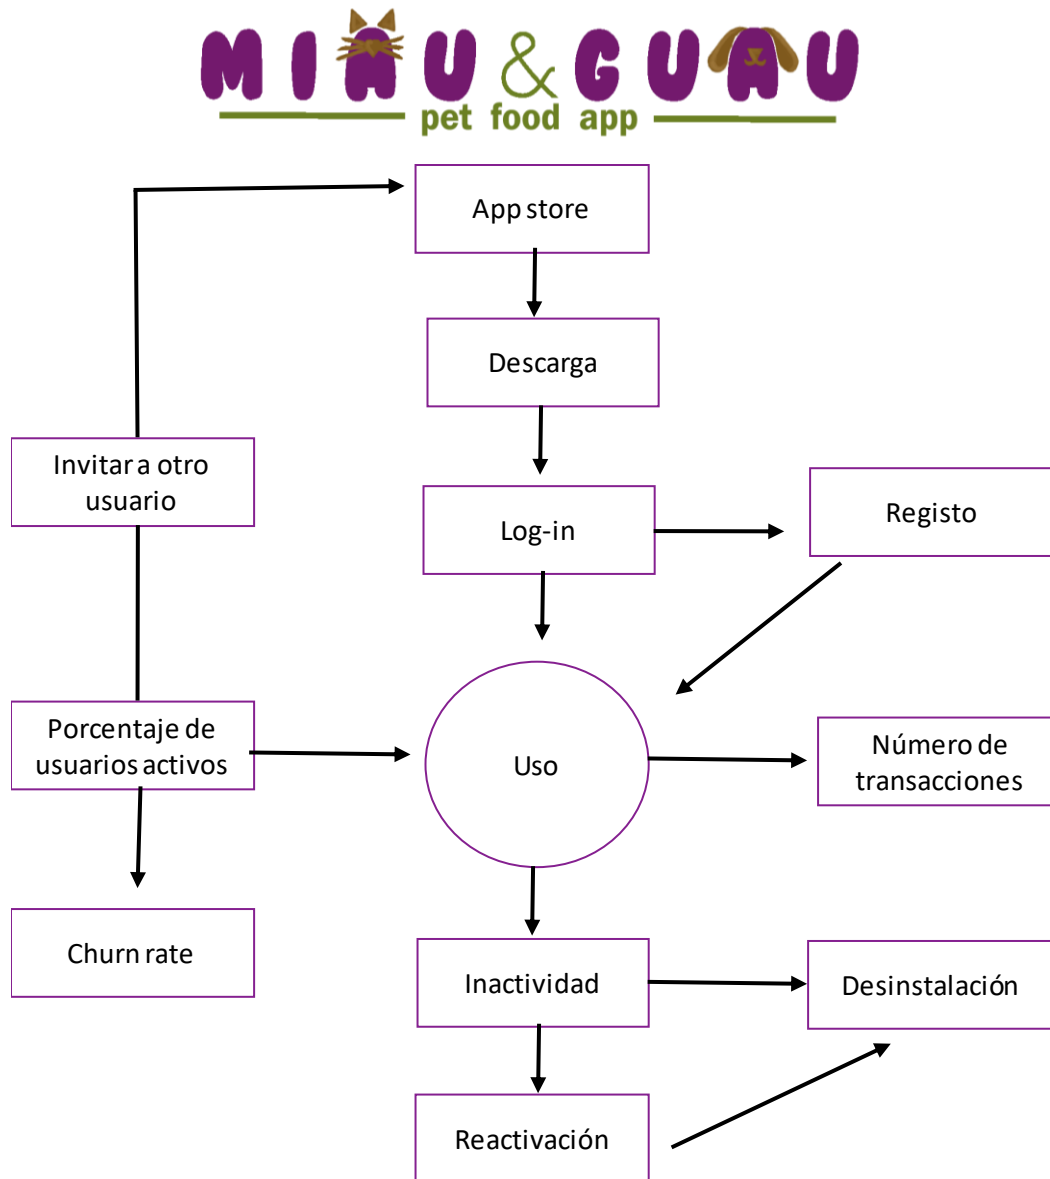 MIAU & GUAU
pet food app
App store
Descarga
Invitar a otro
usuario
Log-in
Registo
Porcentaje de
usuarios activos
Uso
Número de
transacciones
Churn rate
Inactividad
Desinstalación
Reactivación